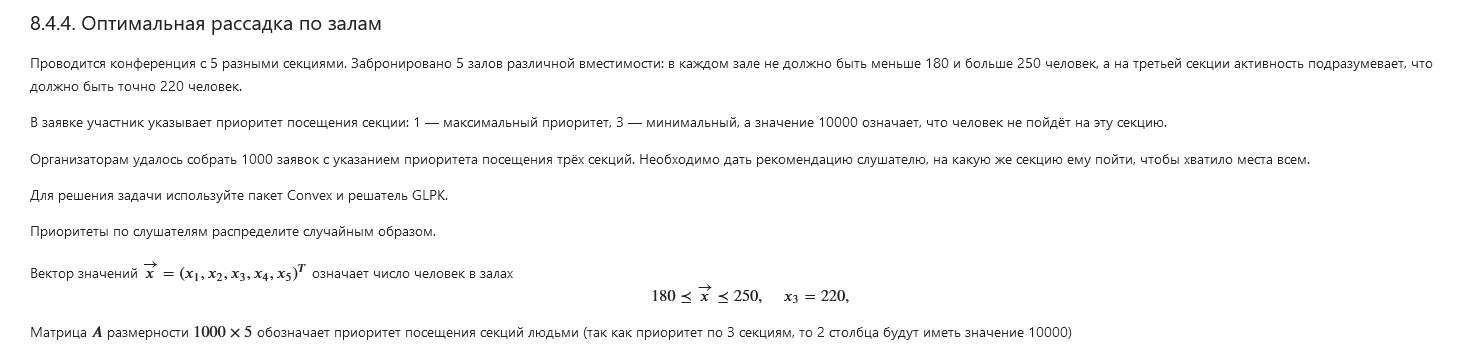 8.4.4. Оптимальная рассадка по залам
Проводится конференция с 5 разными секциями. Забронировано 5 залов различной вместимости: в каждом зале не должно быть меньше 180 и больше 250 человек, а на третьей секции активность подразумевает, что
должно быть точно 220 человек.
В заявке участник указывает приоритет посещения секции: 1 — максимальный приоритет, 3 — минимальный, а значение 10000 означает, что человек не пойдёт на эту секцию.
Организаторам удалось собрать 1000 заявок с указанием приоритета посещения трёх секций. Необходимо дать рекомендацию слушателю, на какую же секцию ему пойти, чтобы хватило места всем.
Для решения задачи используйте пакет Convex и решатель GLPK.
Приоритеты по слушателям распределите случайным образом.
Вектор значений $\overrightarrow{x} = (x_1, x_2, x_3, x_4, x_5)^T$ означает число человек в залах
$180 \preceq \overrightarrow{x} \preceq 250, \quad x_3 = 220,$
Матрица A размерности 1000 × 5 обозначает приоритет посещения секций людьми (так как приоритет по 3 секциям, то 2 столбца будут иметь значение 10000)